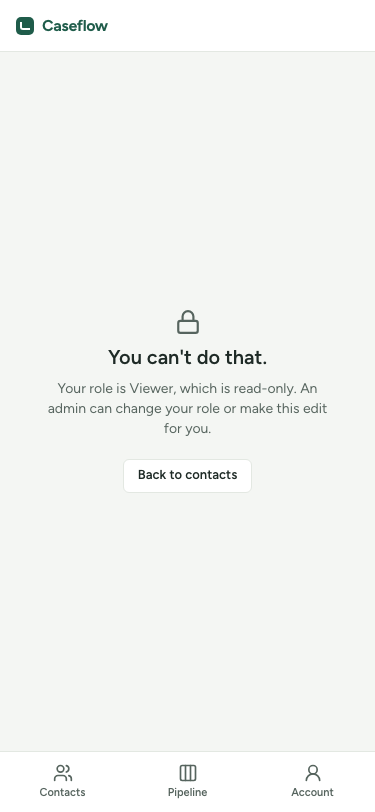 Caseflow
You can't do that.
Your role is Viewer, which is read-only. An
admin can change your role or make this edit
for you.
Back to contacts
Contacts
Pipeline
Account